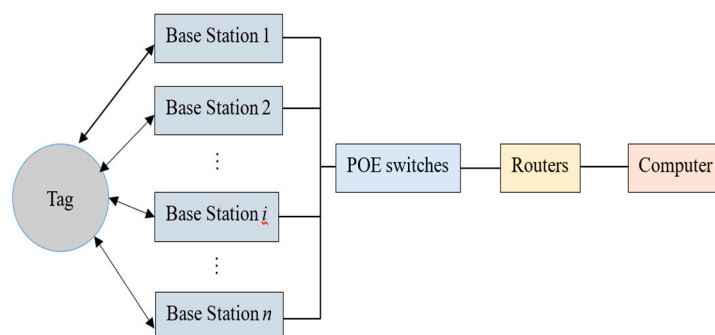 Base Station 1
Base Station 2
⋮
Tag
POE switches
Routers
Computer
Base Station i
⋮
Base Station n